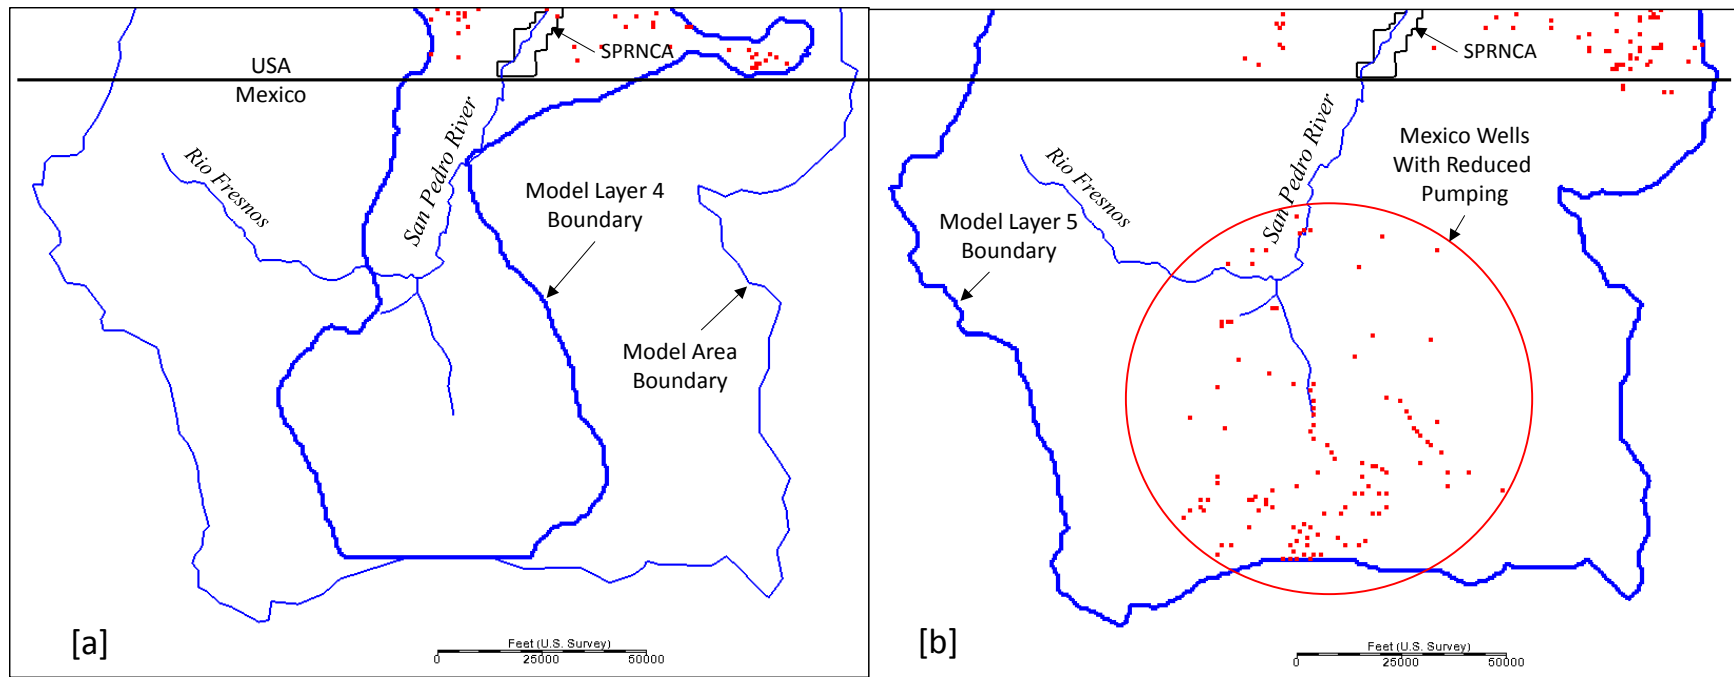 SPRNCA
USA
Mexico
Rio Fresnos
San Pedro River
Model Layer 4
Boundary
Model Area
Boundary
[a]
Feet (U.S. Survey)
0 25000 50000
SPRNCA
Rio Fresnos
San Pedro River
Mexico Wells
With Reduced
Pumping
Model Layer 5
Boundary
[b]
Feet (U.S. Survey)
0 25000 50000